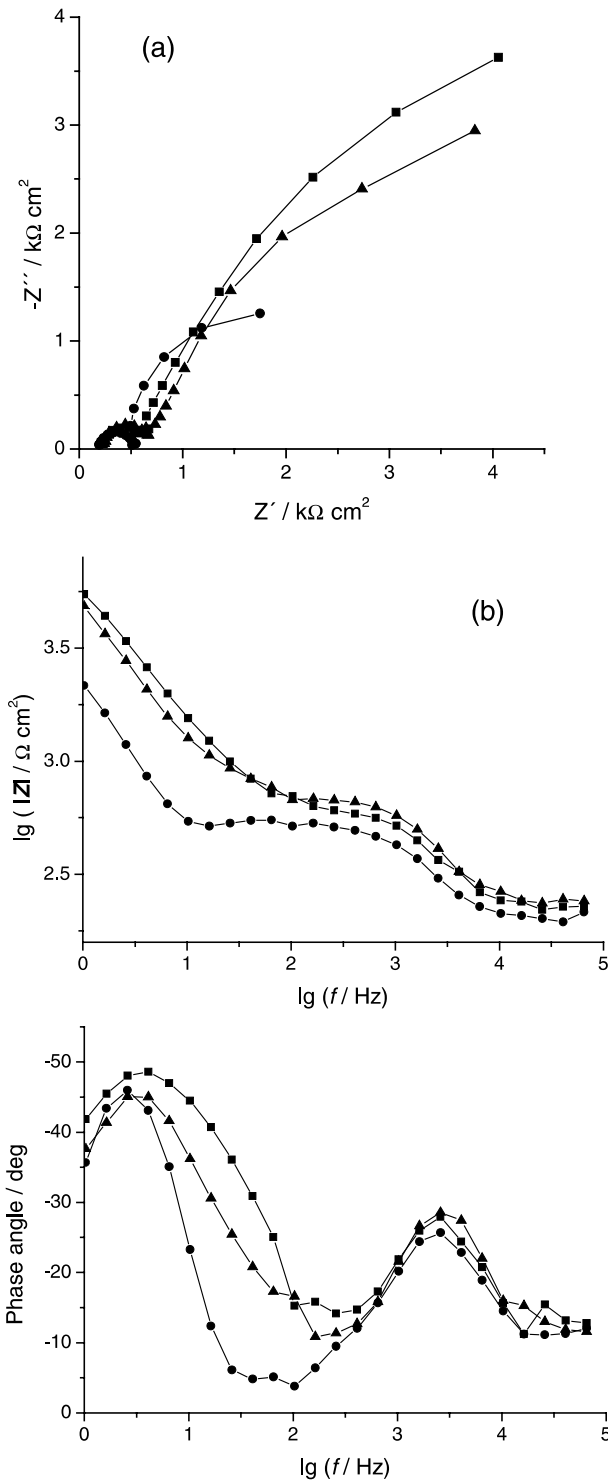 (a)
4
3
2
1
0
-Z´´ / kΩ cm²
0 1 2 3 4
Z´ / kΩ cm²
(b)
3.5
3.0
2.5
lg ( |Z| / Ω cm²)
0 1 2 3 4 5
lg (f / Hz)
-50
-40
-30
-20
-10
0
Phase angle / deg
0 1 2 3 4 5
lg (f / Hz)